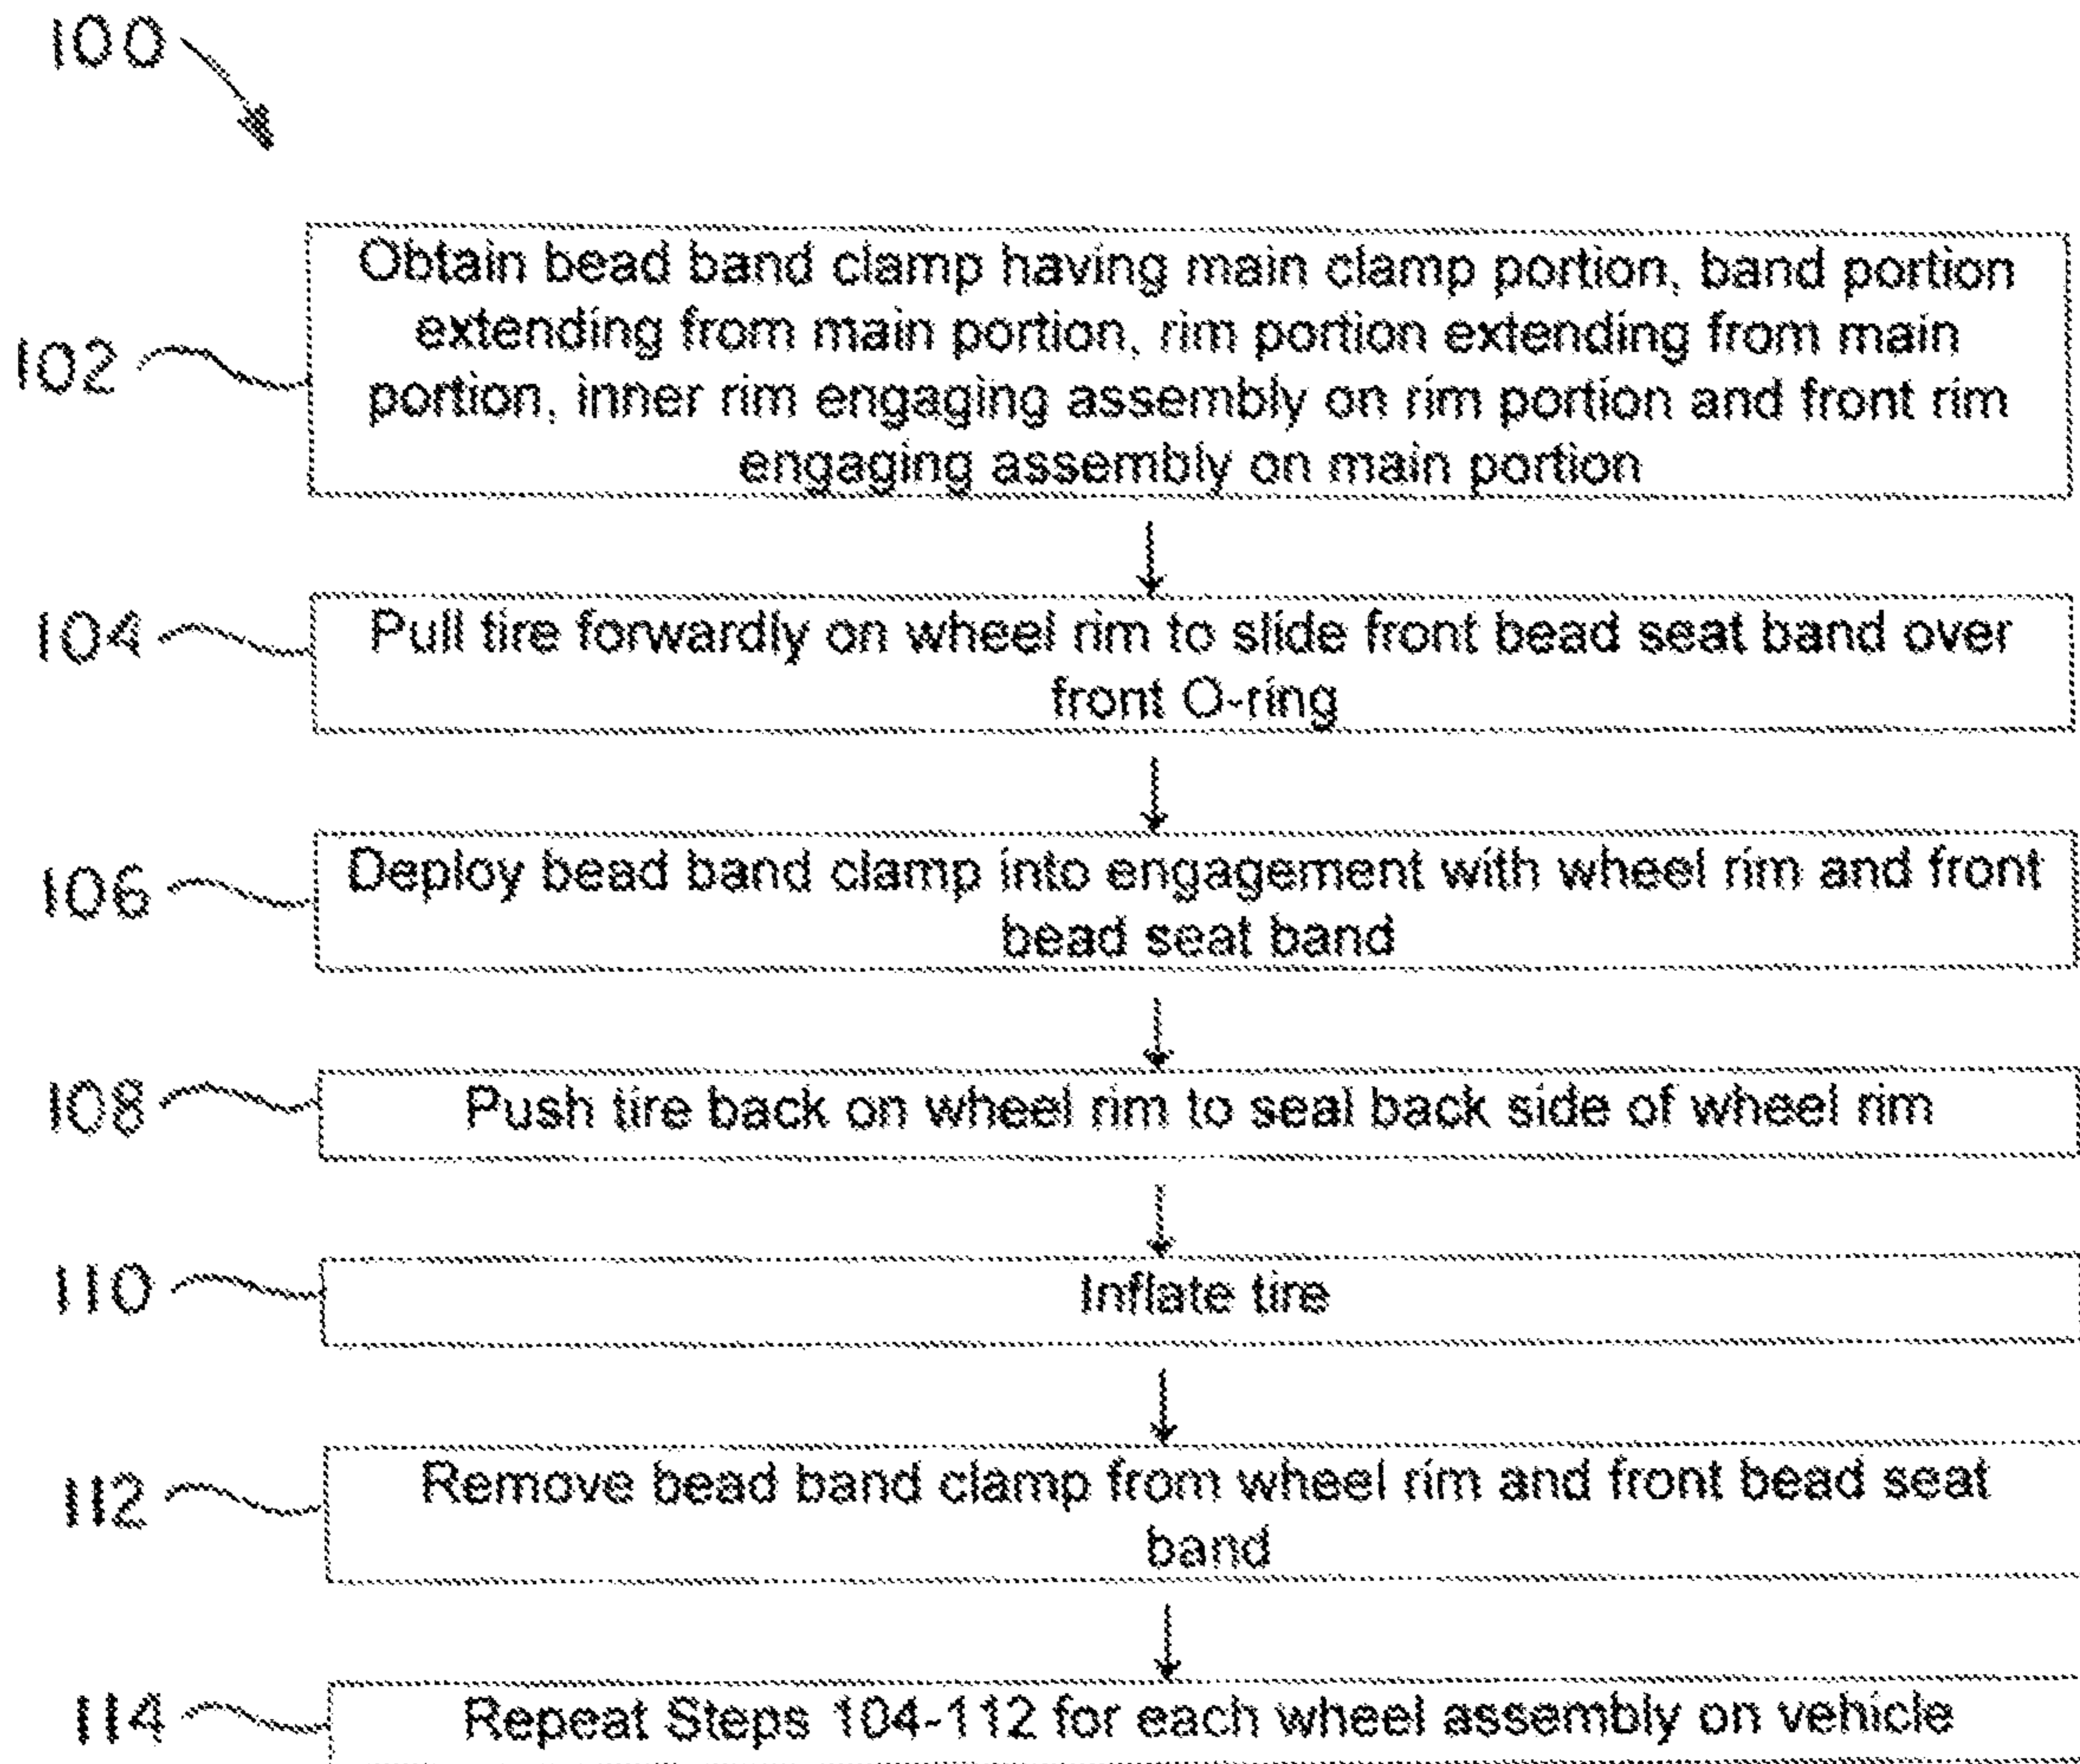 100
102
Obtain bead band clamp having main clamp portion, band portion
extending from main portion, rim portion extending from main
portion, inner rim engaging assembly on rim portion and front rim
engaging assembly on main portion
104
Pull tire forwardly on wheel rim to slide front bead seat band over
front O-ring
106
Deploy bead band clamp into engagement with wheel rim and front
bead seat band
108
Push tire back on wheel rim to seal back side of wheel rim
110
Inflate tire
112
Remove bead band clamp from wheel rim and front bead seat
band
114
Repeat Steps 104-112 for each wheel assembly on vehicle